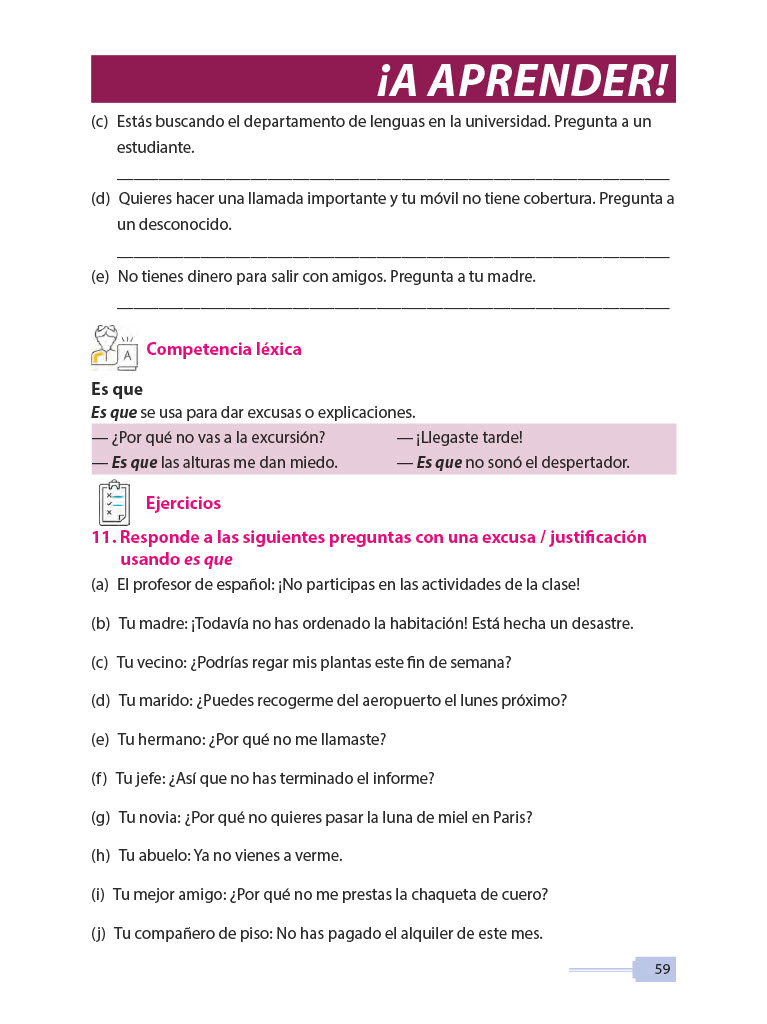 ¡A APRENDER!
(c) Estás buscando el departamento de lenguas en la universidad. Pregunta a un
estudiante.
(d) Quieres hacer una llamada importante y tu móvil no tiene cobertura. Pregunta a
un desconocido.
(e) No tienes dinero para salir con amigos. Pregunta a tu madre.
A
Competencia léxica
Es que
Es que se usa para dar excusas o explicaciones.
— ¿Por qué no vas a la excursión? — ¡Llegaste tarde!
— Es que las alturas me dan miedo. — Es que no sonó el despertador.
Ejercicios
11. Responde a las siguientes preguntas con una excusa / justificación
usando es que
(a) El profesor de español: ¡No participas en las actividades de la clase!
(b) Tu madre: ¡Todavía no has ordenado la habitación! Está hecha un desastre.
(c) Tu vecino: ¿Podrías regar mis plantas este fin de semana?
(d) Tu marido: ¿Puedes recogerme del aeropuerto el lunes próximo?
(e) Tu hermano: ¿Por qué no me llamaste?
(f) Tu jefe: ¿Así que no has terminado el informe?
(g) Tu novia: ¿Por qué no quieres pasar la luna de miel en Paris?
(h) Tu abuelo: Ya no vienes a verme.
(i) Tu mejor amigo: ¿Por qué no me prestas la chaqueta de cuero?
(j) Tu compañero de piso: No has pagado el alquiler de este mes.
59